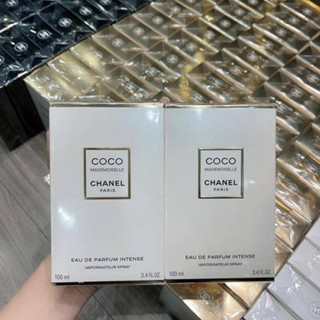 COCO
MADEMOISELLE
CHANEL
PARIS
EAU DE PARFUM INTENSE
VAPORISATEUR SPRAY
100 ml
3.4 FL.OZ
COCO
MADEMOISELLE
CHANEL
PARIS
EAU DE PARFUM INTENSE
VAPORISATEUR SPRAY
100 ml
3.4 FL.OZ